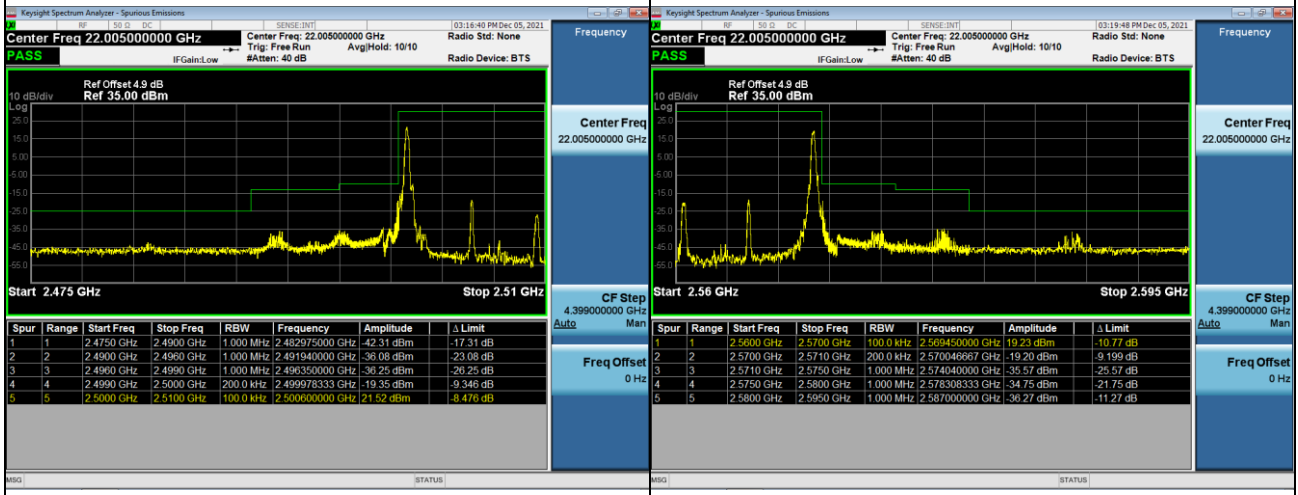 Keysight Spectrum Analyzer - Spurious Emissions
RF 50 Ω DC SENSE:INT 03:16:40 PM Dec 05, 2021
Center Freq 22.005000000 GHz Center Freq: 22.005000000 GHz Radio Std: None
Trig: Free Run Avg|Hold: 10/10
PASS IFGain:Low #Atten: 40 dB Radio Device: BTS
Ref Offset 4.9 dB
10 dB/div Ref 35.00 dBm
Log
25.0
15.0
5.00
-5.00
-15.0
-25.0
-35.0
-45.0
-55.0
Start 2.475 GHz Stop 2.51 GHz
Spur Range Start Freq Stop Freq RBW Frequency Amplitude Δ Limit
1 1 2.4750 GHz 2.4900 GHz 1.000 MHz 2.482975000 GHz -42.31 dBm -17.31 dB
2 2 2.4900 GHz 2.4960 GHz 1.000 MHz 2.491940000 GHz -36.08 dBm -23.08 dB
3 3 2.4960 GHz 2.4990 GHz 1.000 MHz 2.496350000 GHz -36.25 dBm -26.25 dB
4 4 2.4990 GHz 2.5000 GHz 200.0 kHz 2.499978333 GHz -19.35 dBm -9.346 dB
5 5 2.5000 GHz 2.5100 GHz 100.0 kHz 2.500600000 GHz 21.52 dBm -8.476 dB
MSG STATUS
Frequency
Center Freq
22.005000000 GHz
CF Step
4.399000000 GHz
Auto Man
Freq Offset
0 Hz
Keysight Spectrum Analyzer - Spurious Emissions
RF 50 Ω DC SENSE:INT 03:19:48 PM Dec 05, 2021
Center Freq 22.005000000 GHz Center Freq: 22.005000000 GHz Radio Std: None
Trig: Free Run Avg|Hold: 10/10
PASS IFGain:Low #Atten: 40 dB Radio Device: BTS
Ref Offset 4.9 dB
10 dB/div Ref 35.00 dBm
Log
25.0
15.0
5.00
-5.00
-15.0
-25.0
-35.0
-45.0
-55.0
Start 2.56 GHz Stop 2.595 GHz
Spur Range Start Freq Stop Freq RBW Frequency Amplitude Δ Limit
1 1 2.5600 GHz 2.5700 GHz 100.0 kHz 2.569450000 GHz 19.23 dBm -10.77 dB
2 2 2.5700 GHz 2.5710 GHz 200.0 kHz 2.570046667 GHz -19.20 dBm -9.199 dB
3 3 2.5710 GHz 2.5750 GHz 1.000 MHz 2.574040000 GHz -35.57 dBm -25.57 dB
4 4 2.5750 GHz 2.5800 GHz 1.000 MHz 2.578308333 GHz -34.75 dBm -21.75 dB
5 5 2.5800 GHz 2.5950 GHz 1.000 MHz 2.587000000 GHz -36.27 dBm -11.27 dB
MSG STATUS
Frequency
Center Freq
22.005000000 GHz
CF Step
4.399000000 GHz
Auto Man
Freq Offset
0 Hz